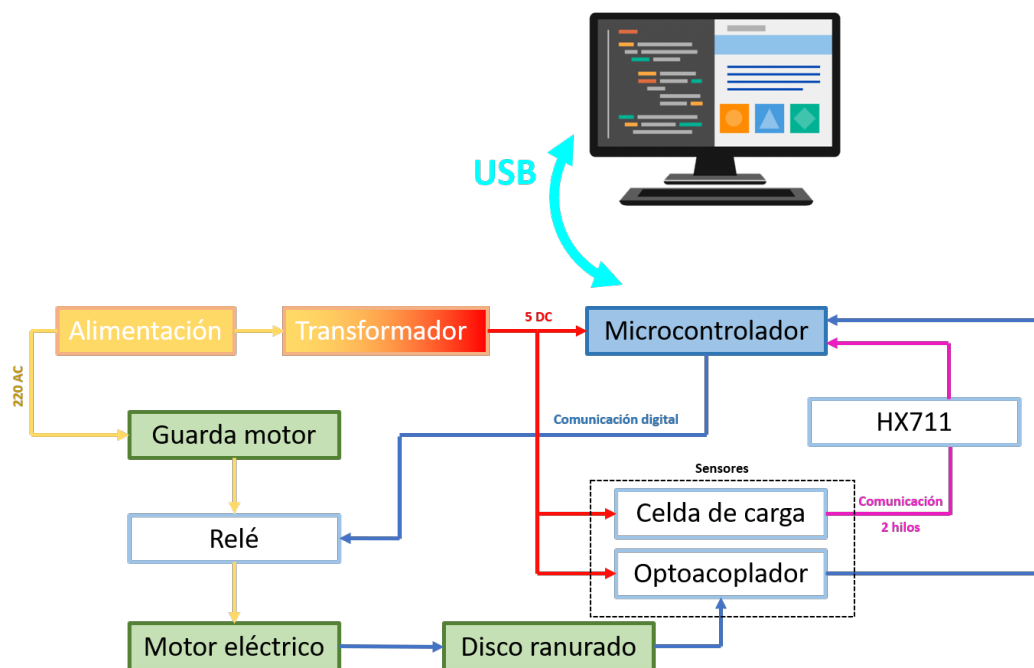 USB
Alimentación
Transformador
5 DC
Microcontrolador
220 AC
Guarda motor
Comunicación digital
HX711
Sensores
Relé
Celda de carga
Comunicación
2 hilos
Optoacoplador
Motor eléctrico
Disco ranurado